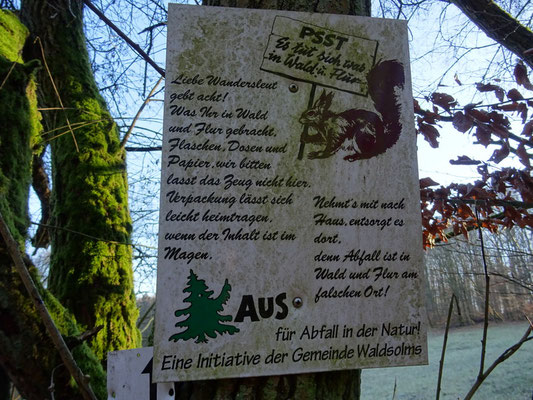 PSST
Es tut sich was
in Wald u. Flur!
Liebe Wandersleut
gebt acht!
Was Ihr in Wald
und Flur gebracht,
Flaschen, Dosen und
Papier, wir bitten
lasst das Zeug nicht hier.
Verpackung lässt sich
leicht heimtragen,
wenn der Inhalt ist im
Magen.
Nehmt's mit nach
Haus, entsorgt es
dort,
denn Abfall ist in
Wald und Flur am
falschen Ort!
AUS
für Abfall in der Natur!
Eine Initiative der Gemeinde Waldsolms